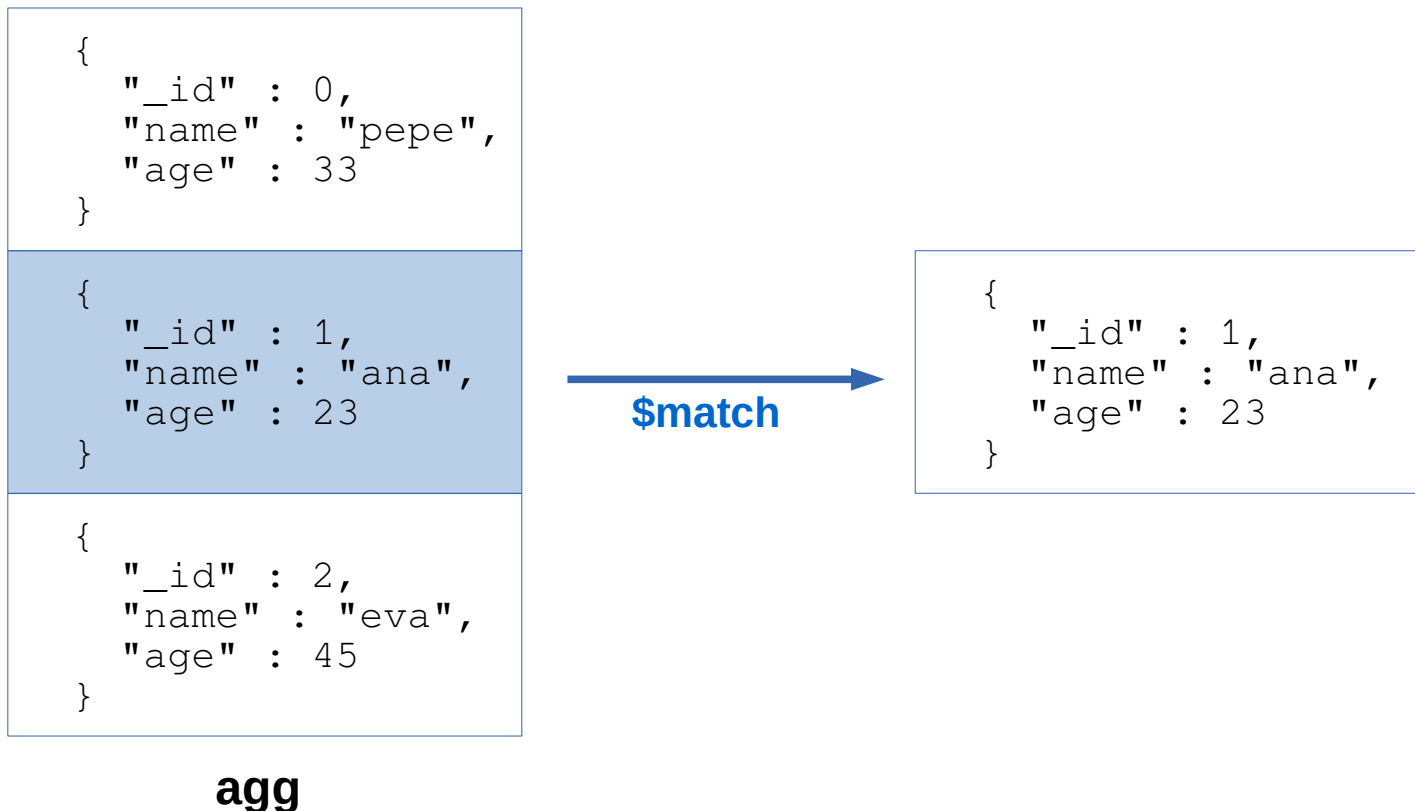 {
"_id" : 0,
"name" : "pepe",
"age" : 33
}
{
"_id" : 1,
"name" : "ana",
"age" : 23
}
{
"_id" : 2,
"name" : "eva",
"age" : 45
}
agg
$match
{
"_id" : 1,
"name" : "ana",
"age" : 23
}